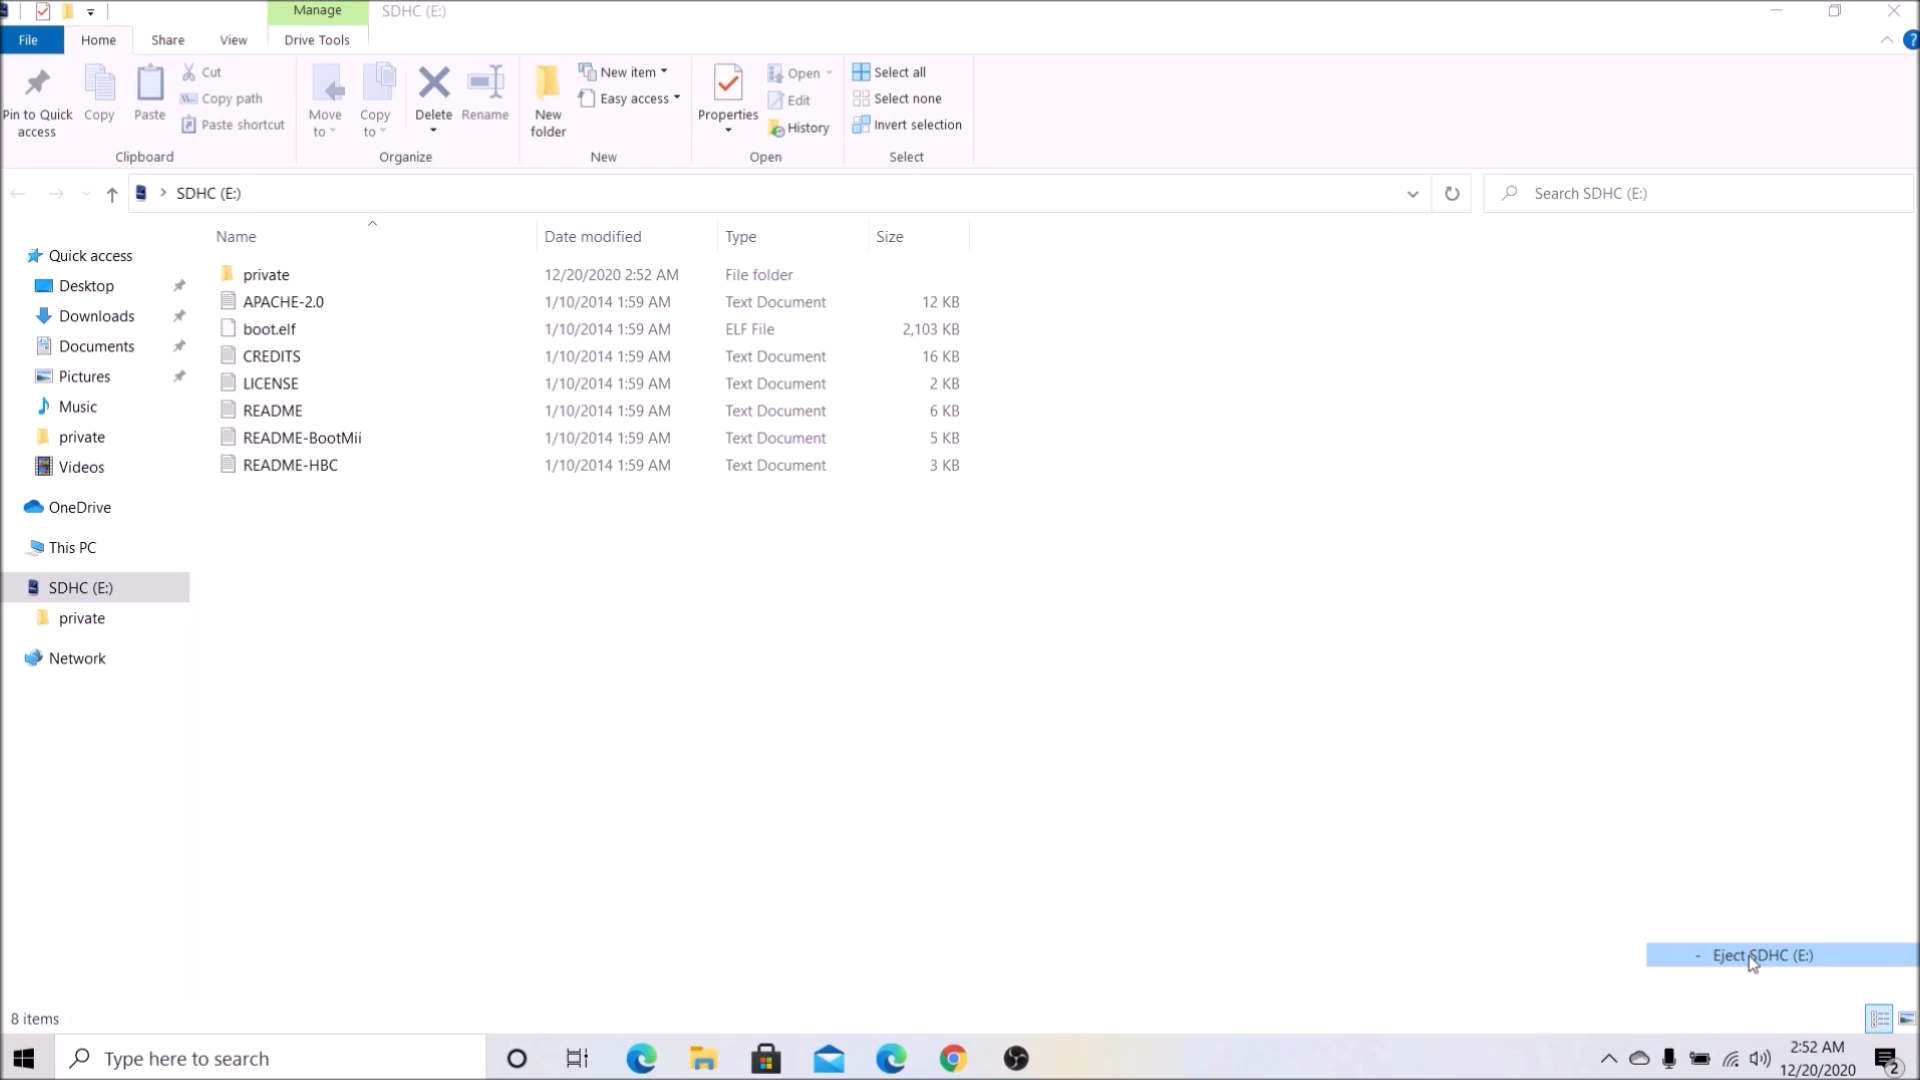 Manage SDHC (E:)
File Home Share View Drive Tools
Pin to Quick access
Copy
Paste
Cut
Copy path
Paste shortcut
Clipboard
Move to
Copy to
Delete
Rename
Organize
New folder
New item
Easy access
New
Properties
Open
Edit
History
Open
Select all
Select none
Invert selection
Select
SDHC (E:)
Search SDHC (E:)
Quick access
Desktop
Downloads
Documents
Pictures
Music
private
Videos
OneDrive
This PC
SDHC (E:)
private
Network
Name Date modified Type Size
private 12/20/2020 2:52 AM File folder
APACHE-2.0 1/10/2014 1:59 AM Text Document 12 KB
boot.elf 1/10/2014 1:59 AM ELF File 2,103 KB
CREDITS 1/10/2014 1:59 AM Text Document 16 KB
LICENSE 1/10/2014 1:59 AM Text Document 2 KB
README 1/10/2014 1:59 AM Text Document 6 KB
README-BootMii 1/10/2014 1:59 AM Text Document 5 KB
README-HBC 1/10/2014 1:59 AM Text Document 3 KB
- Eject SDHC (E:)
8 items
Type here to search
2:52 AM
12/20/2020
2